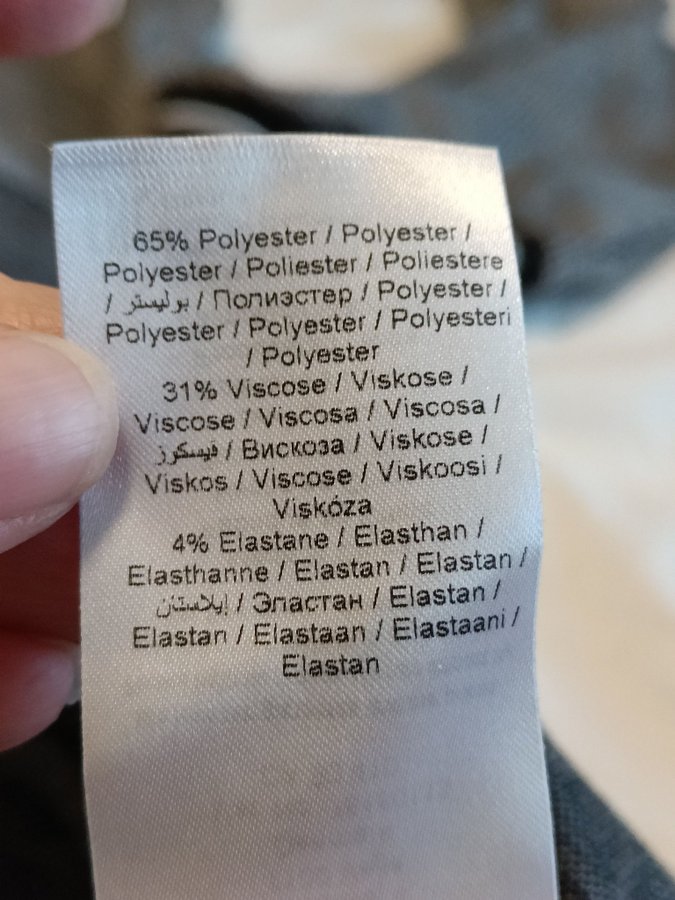 65% Polyester / Polyester /
Polyester / Poliester / Poliestere
/ بوليستر / Полиэстер / Polyester /
Polyester / Polyester / Polyesteri
/ Polyester
31% Viscose / Viskose /
Viscose / Viscosa / Viscosa /
فيسكوز / Вискоза / Viskose /
Viskos / Viscose / Viskoosi /
Viskóza
4% Elastane / Elasthan /
Elasthanne / Elastan / Elastan /
إيلاستان / Эластан / Elastan /
Elastan / Elastaan / Elastaani /
Elastan